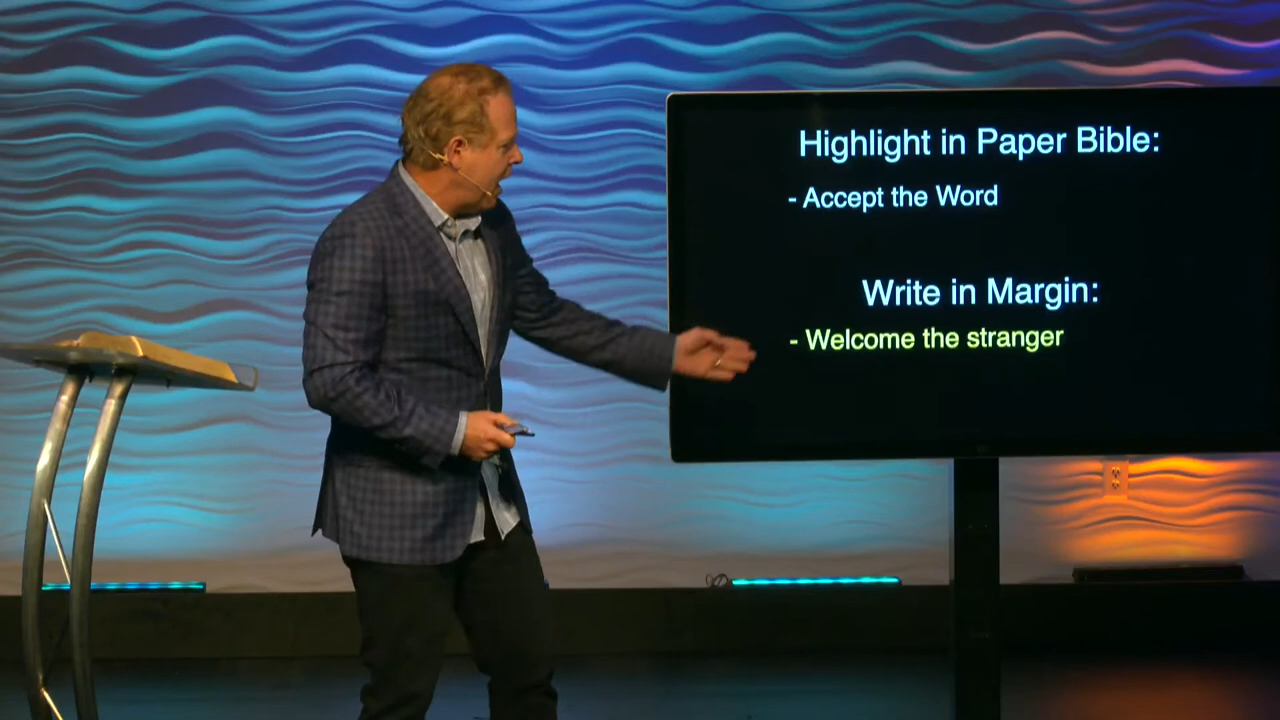 Highlight in Paper Bible:
- Accept the Word
Write in Margin:
- Welcome the stranger